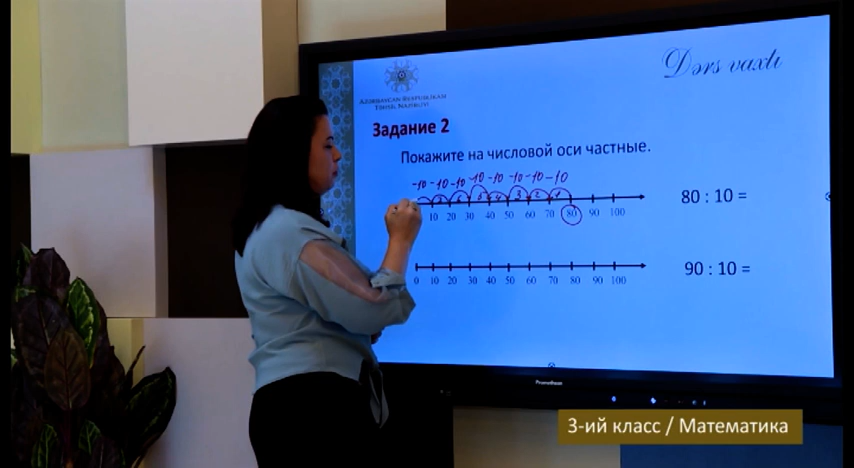 Dərs vaxtı
AZƏRBAYCAN RESPUBLİKASI
TƏHSİL NAZİRLİYİ
Задание 2
Покажите на числовой оси частные.
-10 -10 -10 -10 -10 -10 -10 -10
10 20 30 40 50 60 70 80 90 100
80 : 10 =
0 10 20 30 40 50 60 70 80 90 100
90 : 10 =
Promethean
3-ий класс / Математика